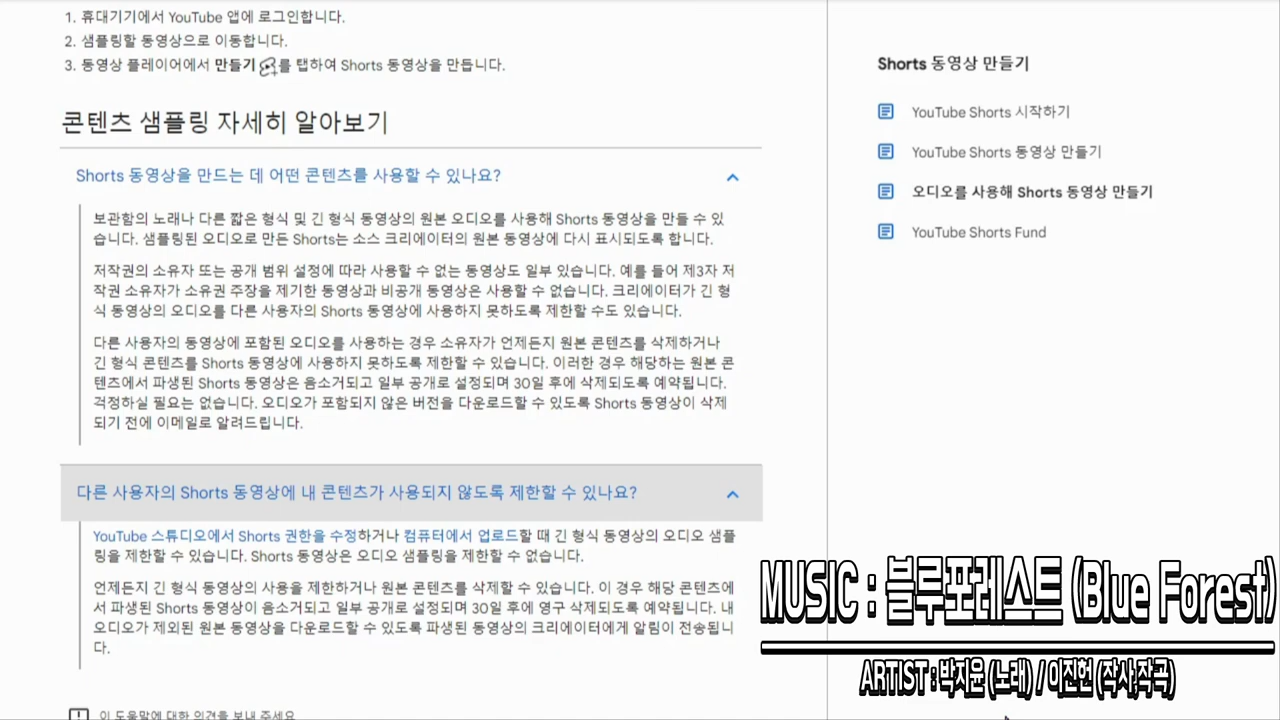 1. 휴대기기에서 YouTube 앱에 로그인합니다.
2. 샘플링할 동영상으로 이동합니다.
3. 동영상 플레이어에서 만들기 를 탭하여 Shorts 동영상을 만듭니다.
콘텐츠 샘플링 자세히 알아보기
Shorts 동영상을 만드는 데 어떤 콘텐츠를 사용할 수 있나요?
보관함의 노래나 다른 짧은 형식 및 긴 형식 동영상의 원본 오디오를 사용해 Shorts 동영상을 만들 수 있
습니다. 샘플링된 오디오로 만든 Shorts는 소스 크리에이터의 원본 동영상에 다시 표시되도록 합니다.
저작권의 소유자 또는 공개 범위 설정에 따라 사용할 수 없는 동영상도 일부 있습니다. 예를 들어 제3자 저
작권 소유자가 소유권 주장을 제기한 동영상과 비공개 동영상은 사용할 수 없습니다. 크리에이터가 긴 형
식 동영상의 오디오를 다른 사용자의 Shorts 동영상에 사용하지 못하도록 제한할 수도 있습니다.
다른 사용자의 동영상에 포함된 오디오를 사용하는 경우 소유자가 언제든지 원본 콘텐츠를 삭제하거나
긴 형식 콘텐츠를 Shorts 동영상에 사용하지 못하도록 제한할 수 있습니다. 이러한 경우 해당하는 원본 콘
텐츠에서 파생된 Shorts 동영상은 음소거되고 일부 공개로 설정되며 30일 후에 삭제되도록 예약됩니다.
걱정하실 필요는 없습니다. 오디오가 포함되지 않은 버전을 다운로드할 수 있도록 Shorts 동영상이 삭제
되기 전에 이메일로 알려드립니다.
다른 사용자의 Shorts 동영상에 내 콘텐츠가 사용되지 않도록 제한할 수 있나요?
YouTube 스튜디오에서 Shorts 권한을 수정하거나 컴퓨터에서 업로드할 때 긴 형식 동영상의 오디오 샘플
링을 제한할 수 있습니다. Shorts 동영상은 오디오 샘플링을 제한할 수 없습니다.
언제든지 긴 형식 동영상의 사용을 제한하거나 원본 콘텐츠를 삭제할 수 있습니다. 이 경우 해당 콘텐츠에
서 파생된 Shorts 동영상이 음소거되고 일부 공개로 설정되며 30일 후에 영구 삭제되도록 예약됩니다. 내
오디오가 제외된 원본 동영상을 다운로드할 수 있도록 파생된 동영상의 크리에이터에게 알림이 전송됩니
다.
이 도움말에 대한 의견을 보내 주세요
Shorts 동영상 만들기
YouTube Shorts 시작하기
YouTube Shorts 동영상 만들기
오디오를 사용해 Shorts 동영상 만들기
YouTube Shorts Fund
MUSIC : 블루포레스트 (Blue Forest)
ARTIST : 박지윤 (노래) / 이진헌 (작사,작곡)